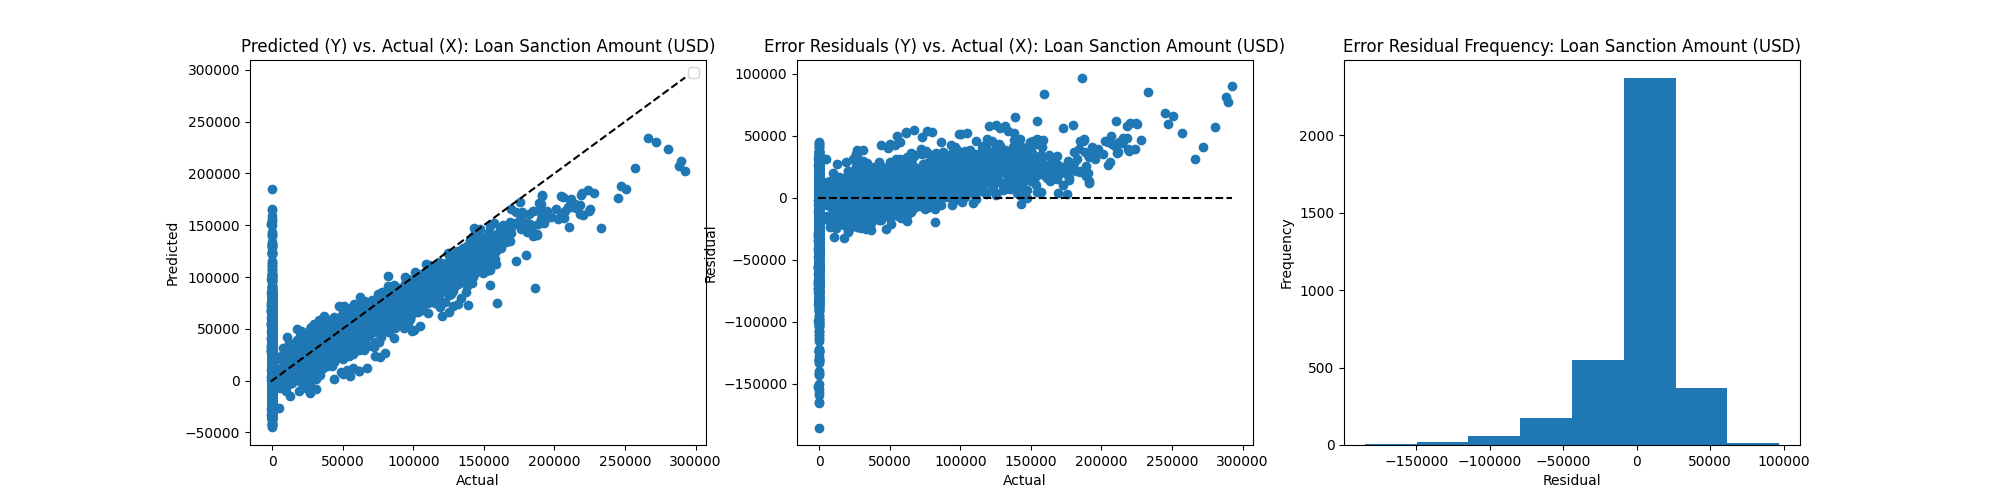 Predicted (Y) vs. Actual (X): Loan Sanction Amount (USD)
300000
250000
200000
150000
100000
50000
0
−50000
Predicted
0 50000 100000 150000 200000 250000 300000
Actual
Error Residuals (Y) vs. Actual (X): Loan Sanction Amount (USD)
100000
50000
0
−50000
−100000
−150000
Residual
0 50000 100000 150000 200000 250000 300000
Actual
Error Residual Frequency: Loan Sanction Amount (USD)
2000
1500
1000
500
0
Frequency
−150000 −100000 −50000 0 50000 100000
Residual